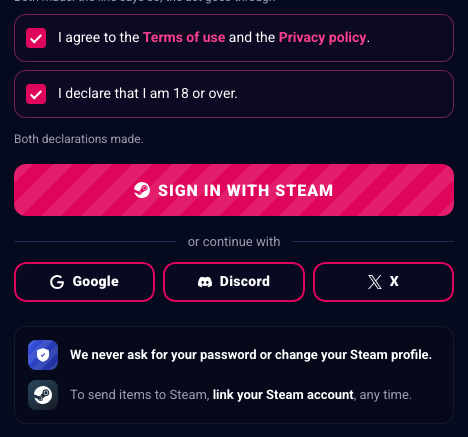 I agree to the Terms of use and the Privacy policy.
I declare that I am 18 or over.
Both declarations made.
SIGN IN WITH STEAM
or continue with
Google
Discord
X
We never ask for your password or change your Steam profile.
To send items to Steam, link your Steam account, any time.